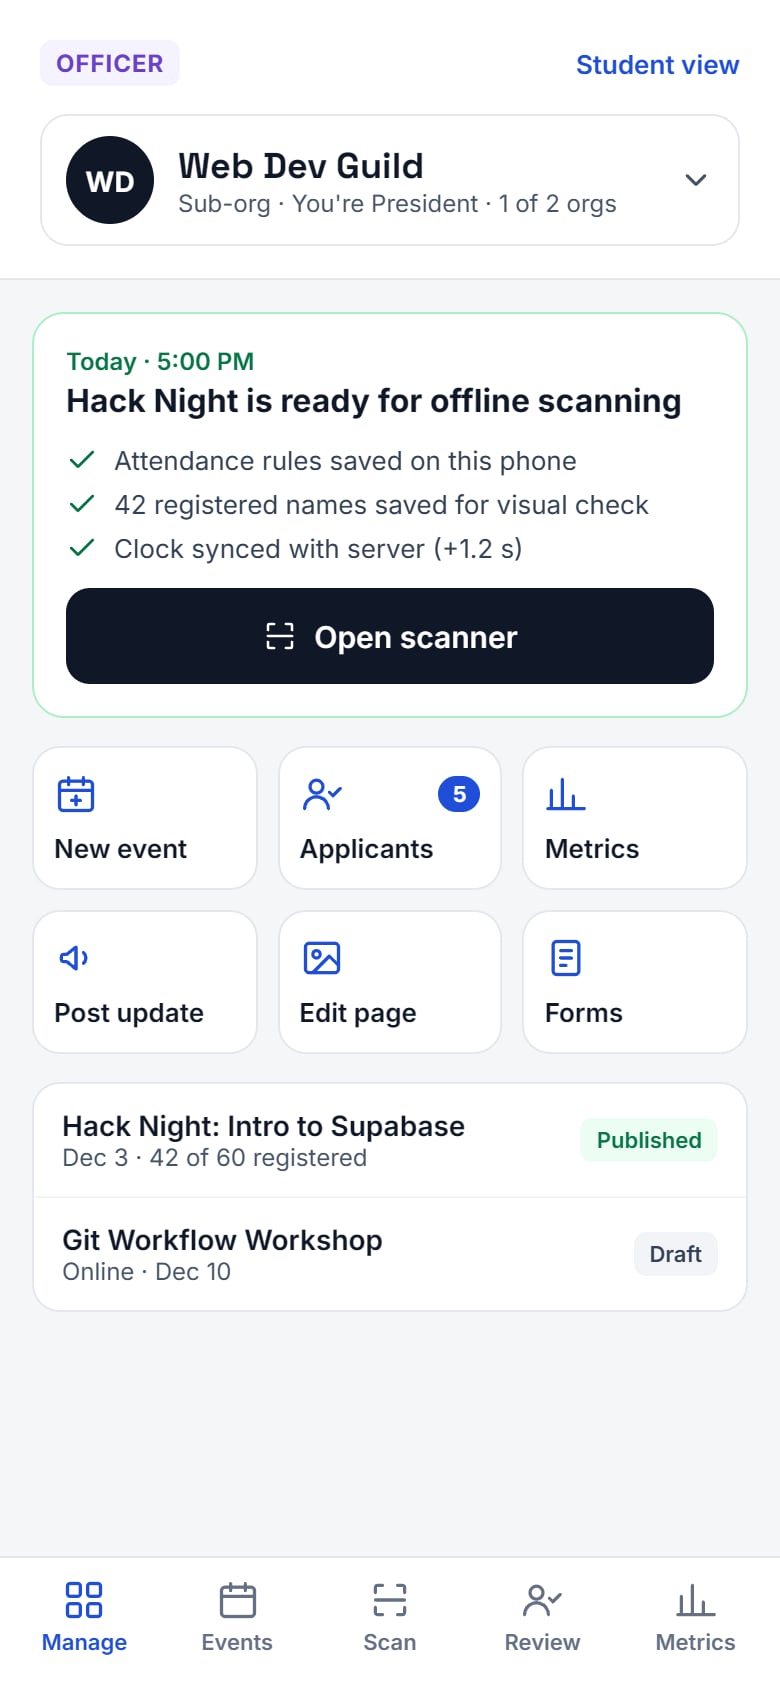 OFFICER
Student view
WD
Web Dev Guild
Sub-org · You're President · 1 of 2 orgs
Today · 5:00 PM
Hack Night is ready for offline scanning
Attendance rules saved on this phone
42 registered names saved for visual check
Clock synced with server (+1.2 s)
Open scanner
New event
Applicants
5
Metrics
Post update
Edit page
Forms
Hack Night: Intro to Supabase
Dec 3 · 42 of 60 registered
Published
Git Workflow Workshop
Online · Dec 10
Draft
Manage
Events
Scan
Review
Metrics